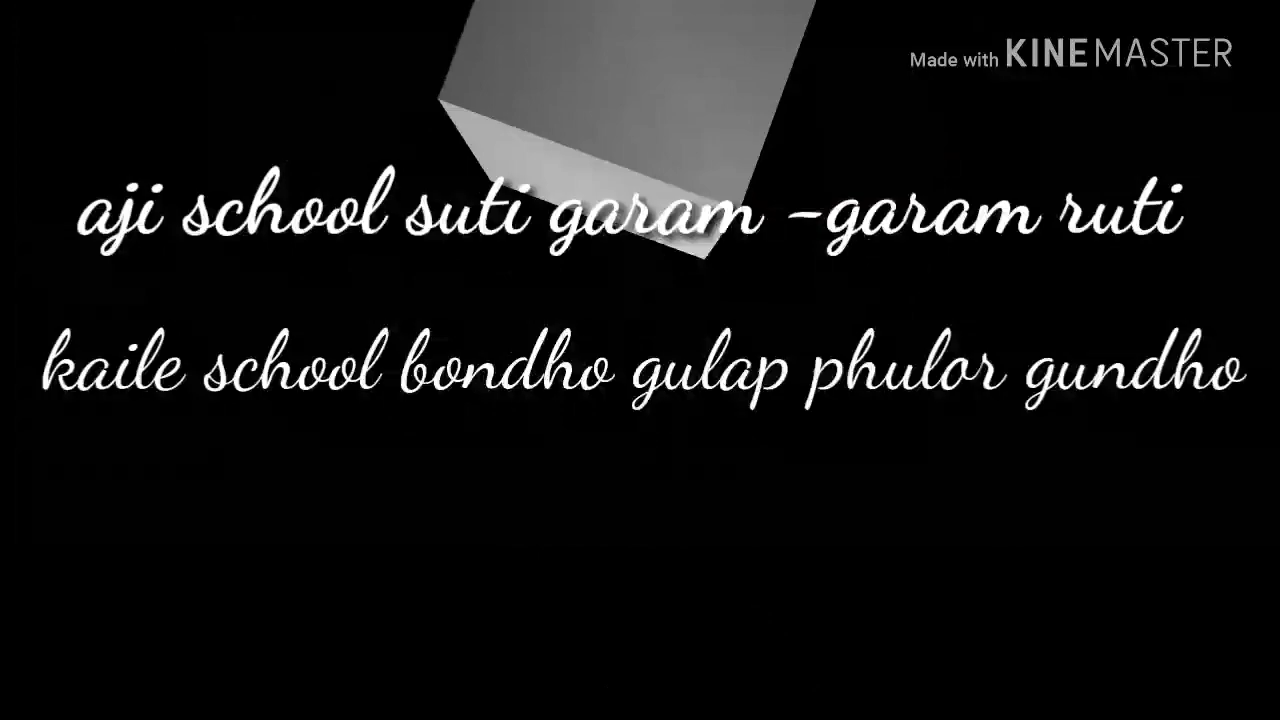 Made with KINEMASTER
aji school suti garam -garam ruti
kaile school bondho gulap phulor gundho